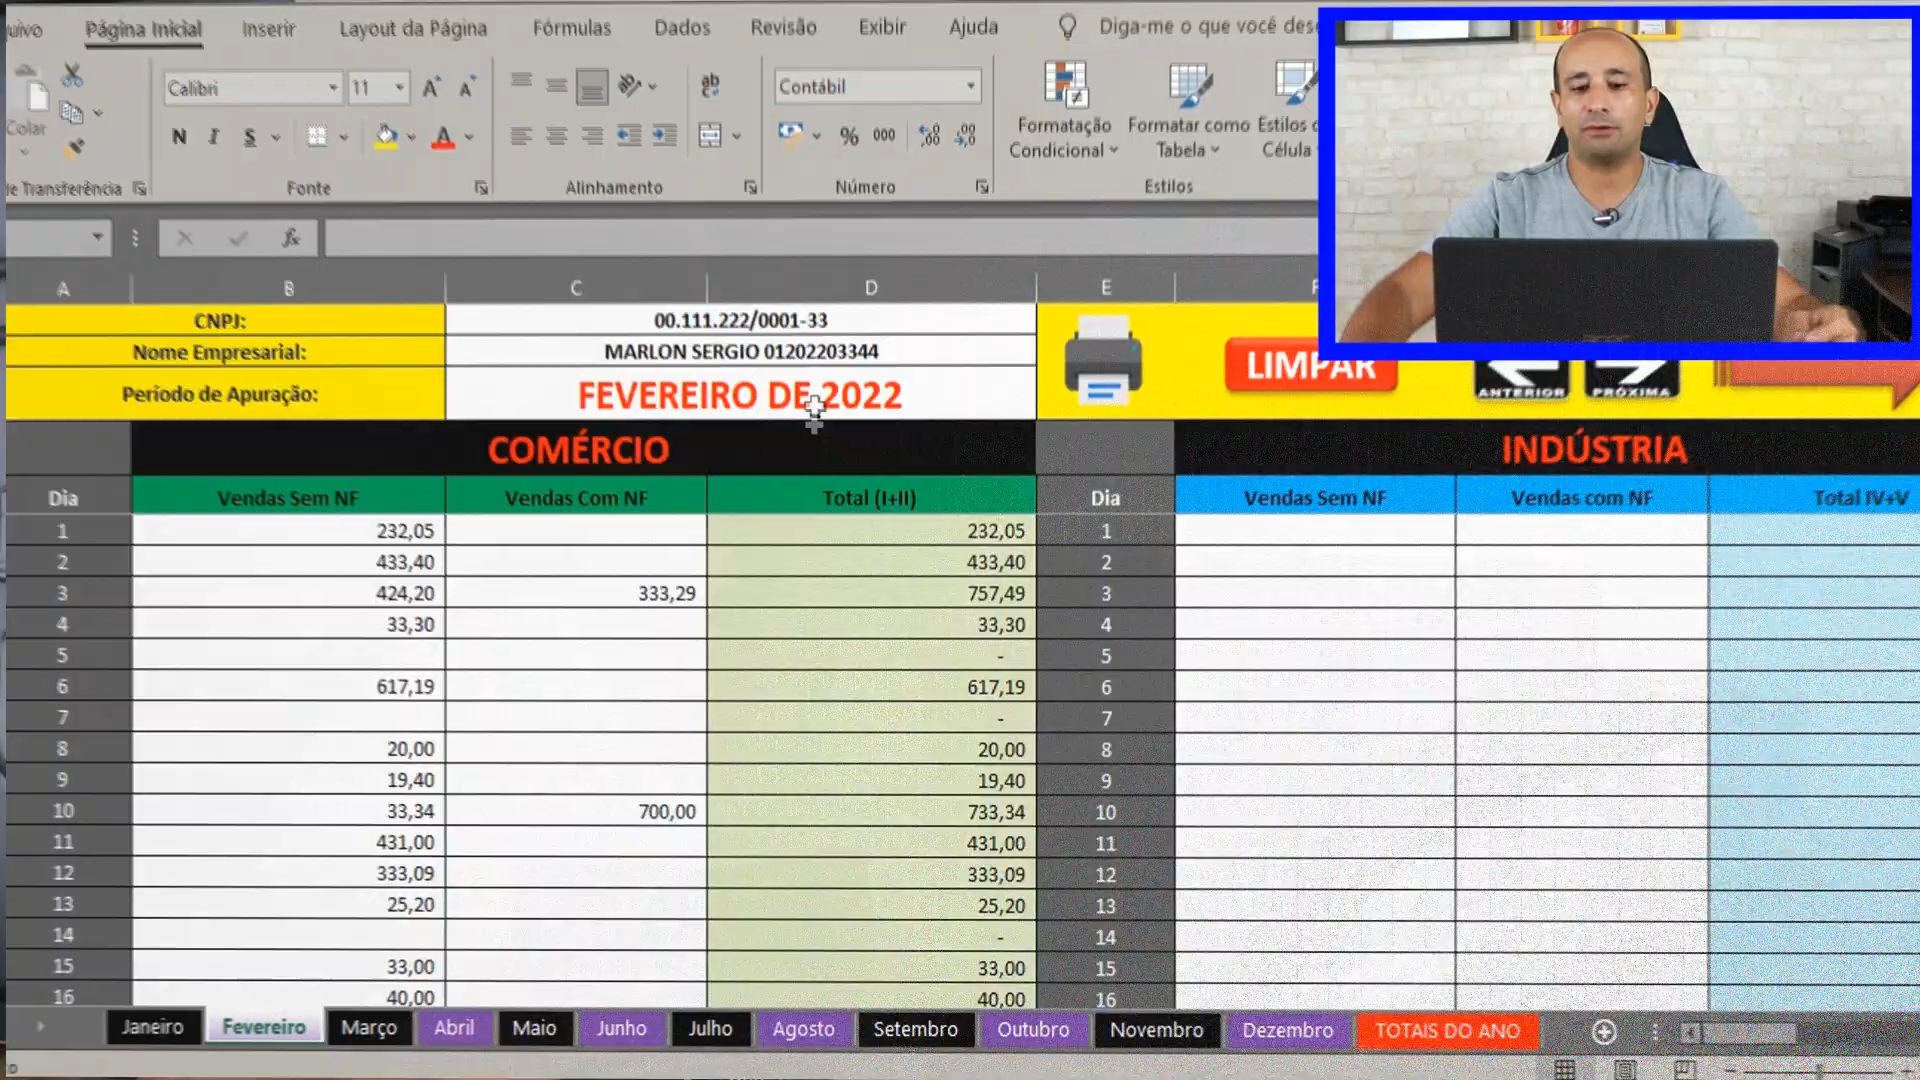 uivo Página Inicial Inserir Layout da Página Fórmulas Dados Revisão Exibir Ajuda Diga-me o que você des
Calibri 11 Contábil
Colar N I S % 000
Formatação Condicional
Formatar como Tabela
Estilos d Célula
de Transferência Fonte Alinhamento Número Estilos
fx
A B C D E F
CNPJ: 00.111.222/0001-33
Nome Empresarial: MARLON SERGIO 01202203344
Período de Apuração: FEVEREIRO DE 2022
LIMPAR ANTERIOR PRÓXIMA
COMÉRCIO INDÚSTRIA
Dia Vendas Sem NF Vendas Com NF Total (I+II) Dia Vendas Sem NF Vendas com NF Total IV+V
1 232,05 232,05 1
2 433,40 433,40 2
3 424,20 333,29 757,49 3
4 33,30 33,30 4
5 - 5
6 617,19 617,19 6
7 - 7
8 20,00 20,00 8
9 19,40 19,40 9
10 33,34 700,00 733,34 10
11 431,00 431,00 11
12 333,09 333,09 12
13 25,20 25,20 13
14 - 14
15 33,00 33,00 15
16 40,00 40,00 16
Janeiro Fevereiro Março Abril Maio Junho Julho Agosto Setembro Outubro Novembro Dezembro TOTAIS DO ANO